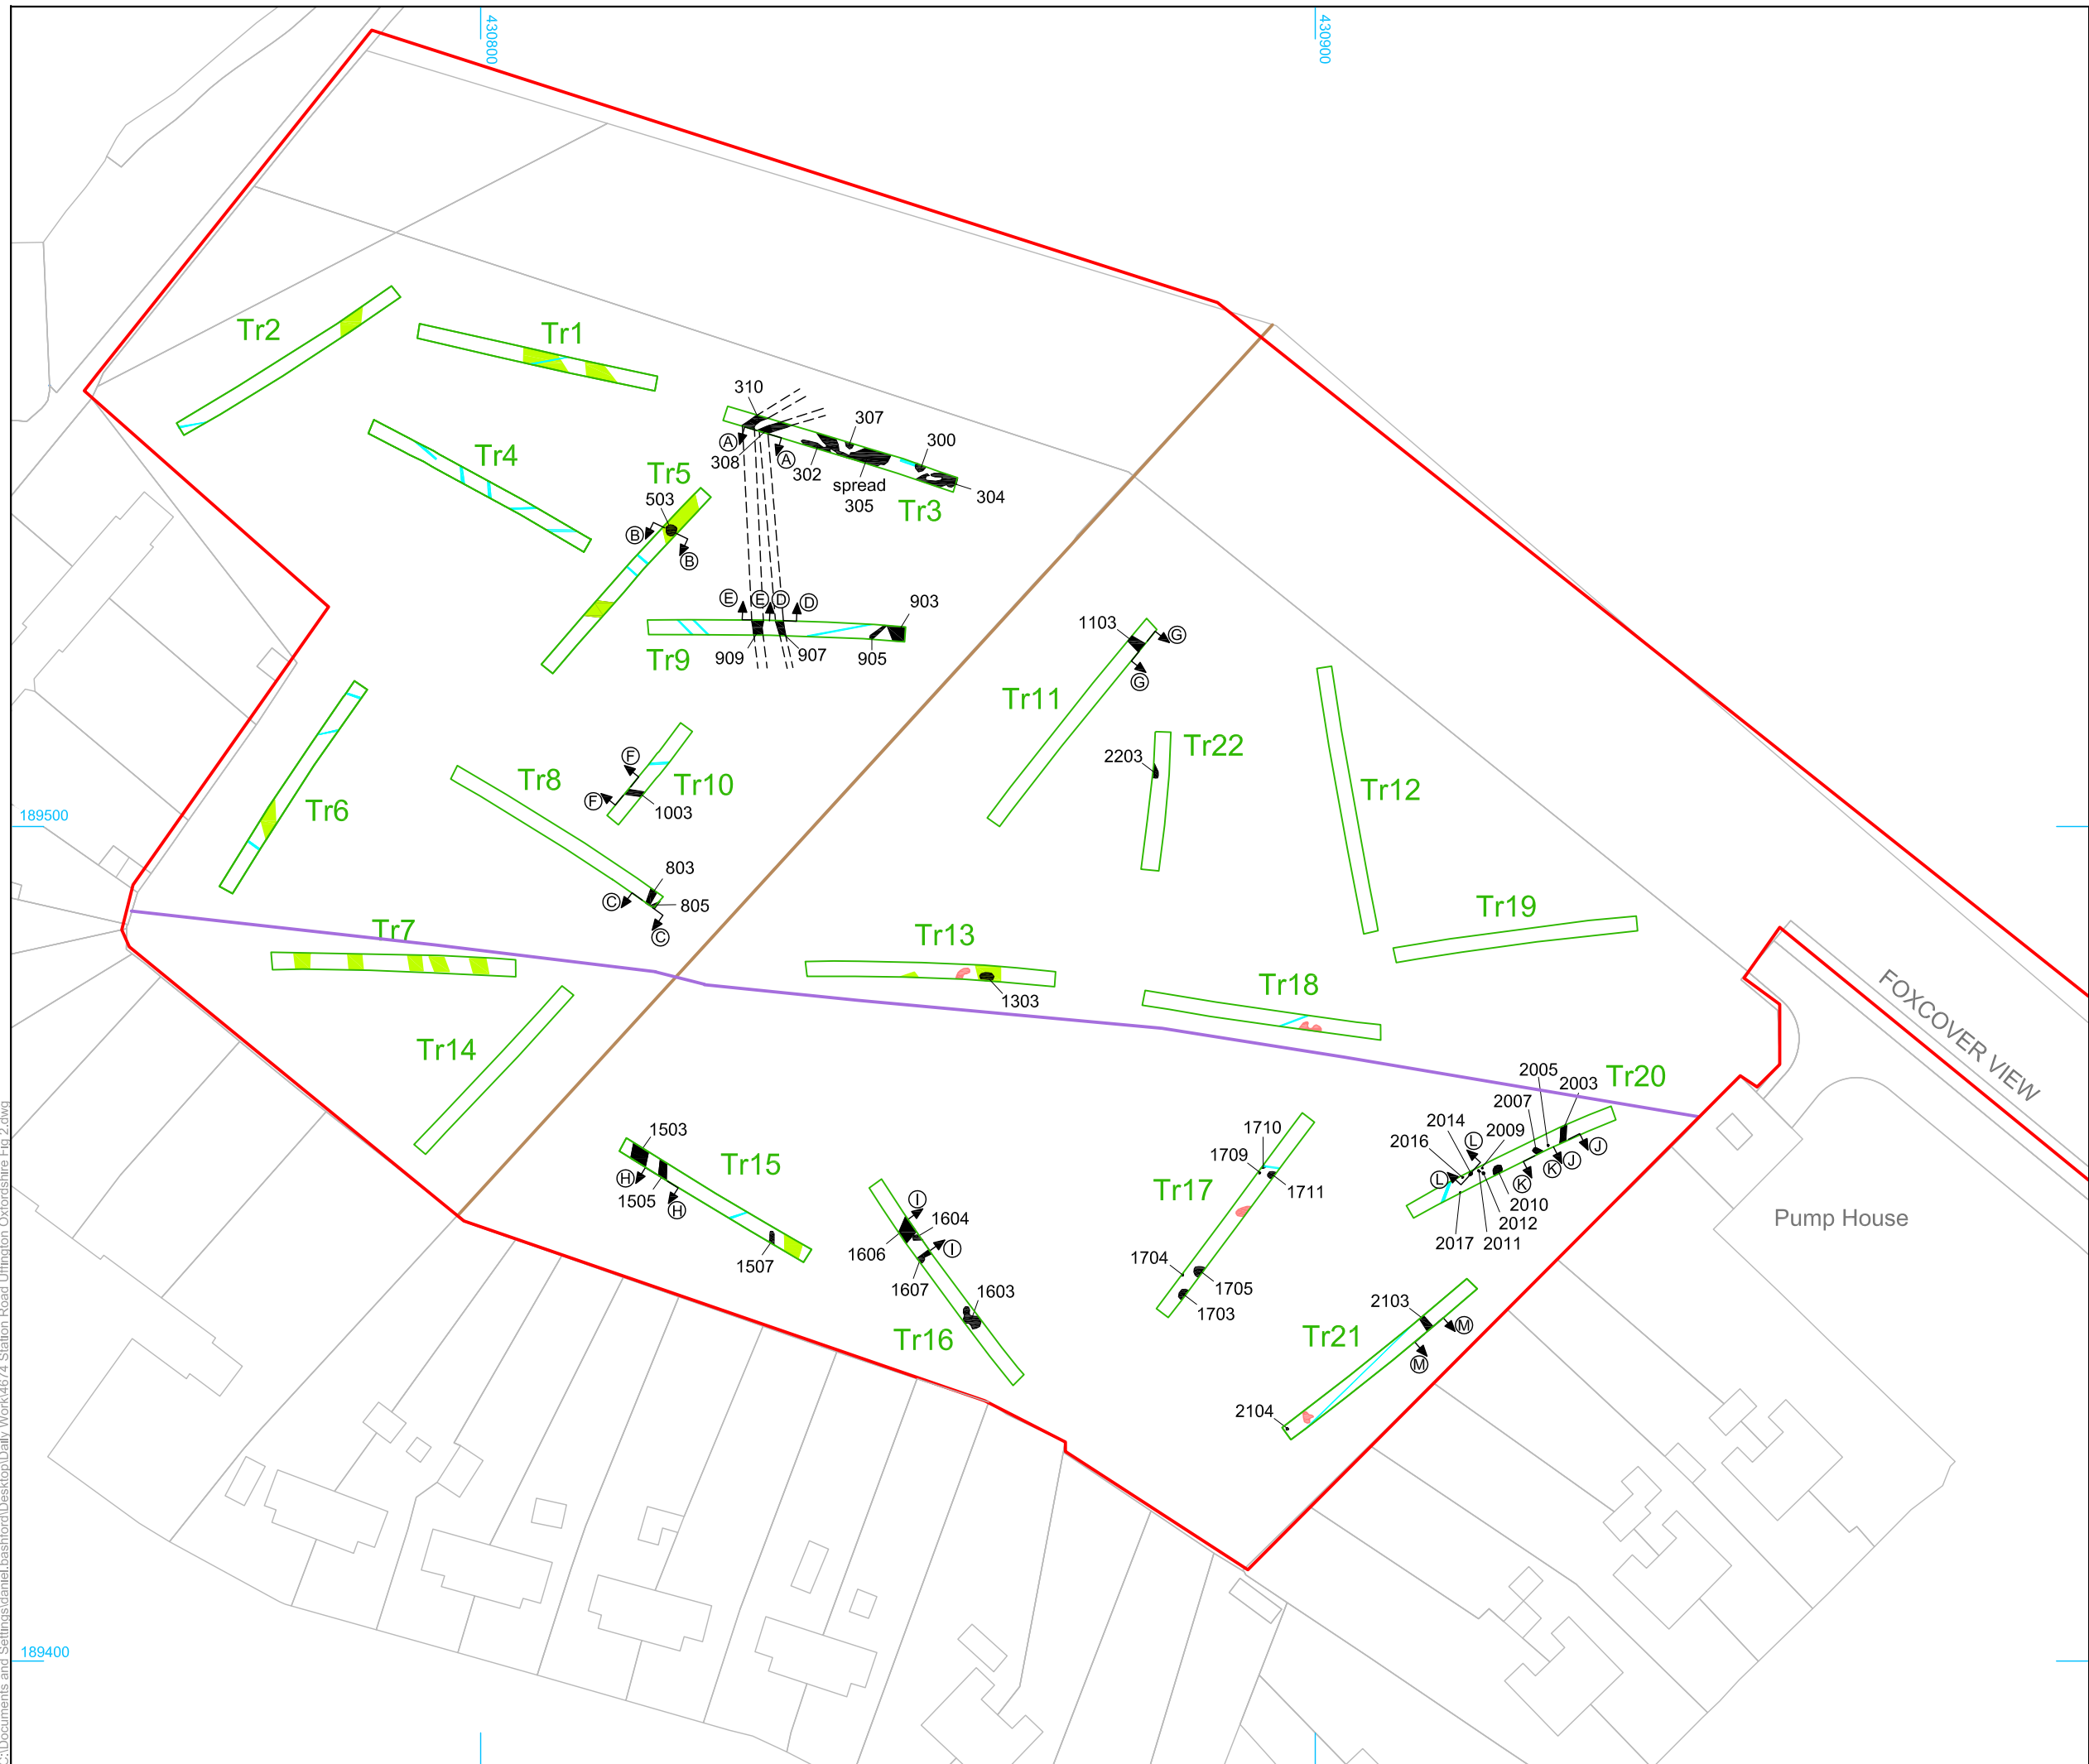 430800
430900
Tr2
Tr1
310
307
300
Tr4
A
308
A
302
spread
305
304
Tr3
Tr5
503
B
B
E
E
D
D
903
Tr9
909
907
905
1103
G
G
Tr11
Tr22
2203
Tr12
F
Tr8
Tr10
F
1003
189500
Tr6
803
C
805
C
Tr7
Tr13
1303
Tr19
Tr18
FOXCOVER VIEW
Tr14
2005
2003
Tr20
2007
2014
2009
2016
L
L
J
J
K
K
2010
2012
2011
2017
1503
H
1505
H
Tr15
1507
1710
1709
Tr17
1711
Pump House
I
1604
1606
I
1607
1603
Tr16
1704
1705
1703
2103
M
M
Tr21
2104
189400
C:\Documents and Settings\daniel.bashford\Desktop\Daily Work\4674 Station Road Uffington Oxfordshire Fig 2.dwg